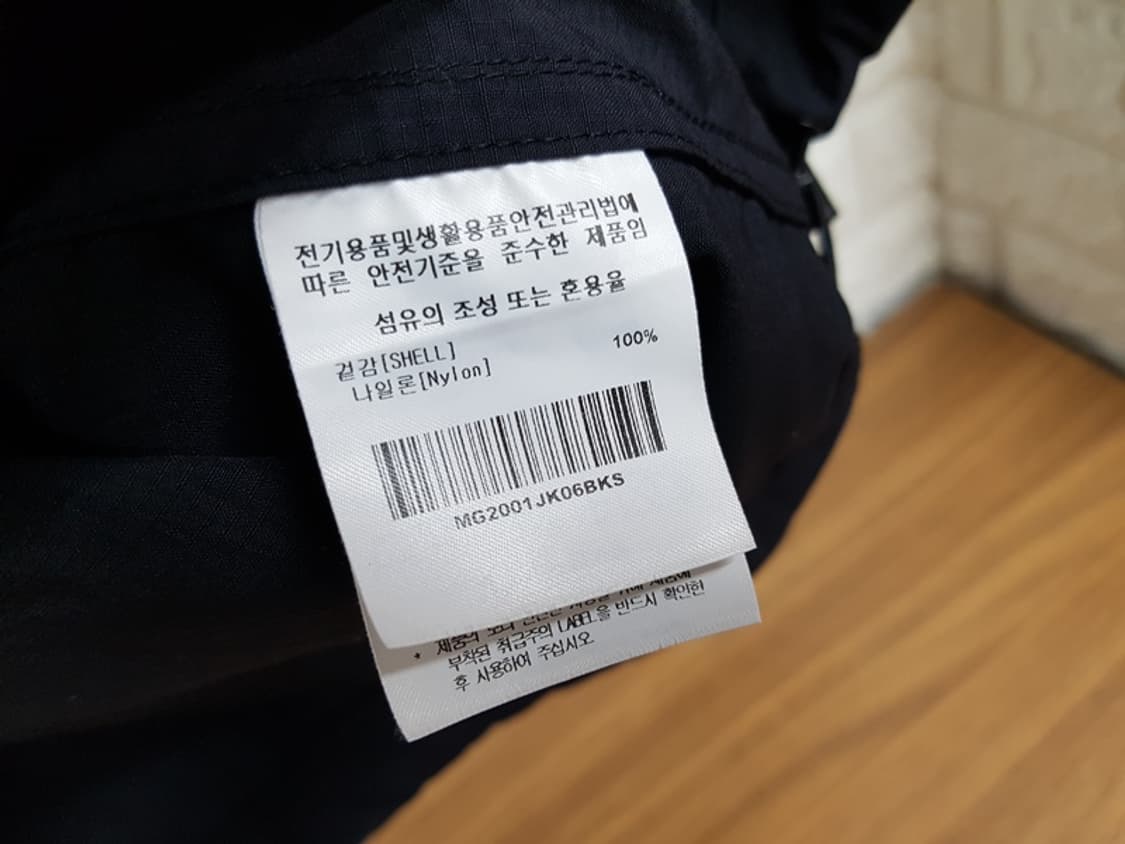 전기용품및생활용품안전관리법에
따른 안전기준을 준수한 제품임
섬유의 조성 또는 혼용율
겉감[SHELL]
나일론[Nylon] 100%
MG2001JK06BKS
* 제품의
부착된 취급주의 LABEL을 반드시 확인한
후 사용하여 주십시오